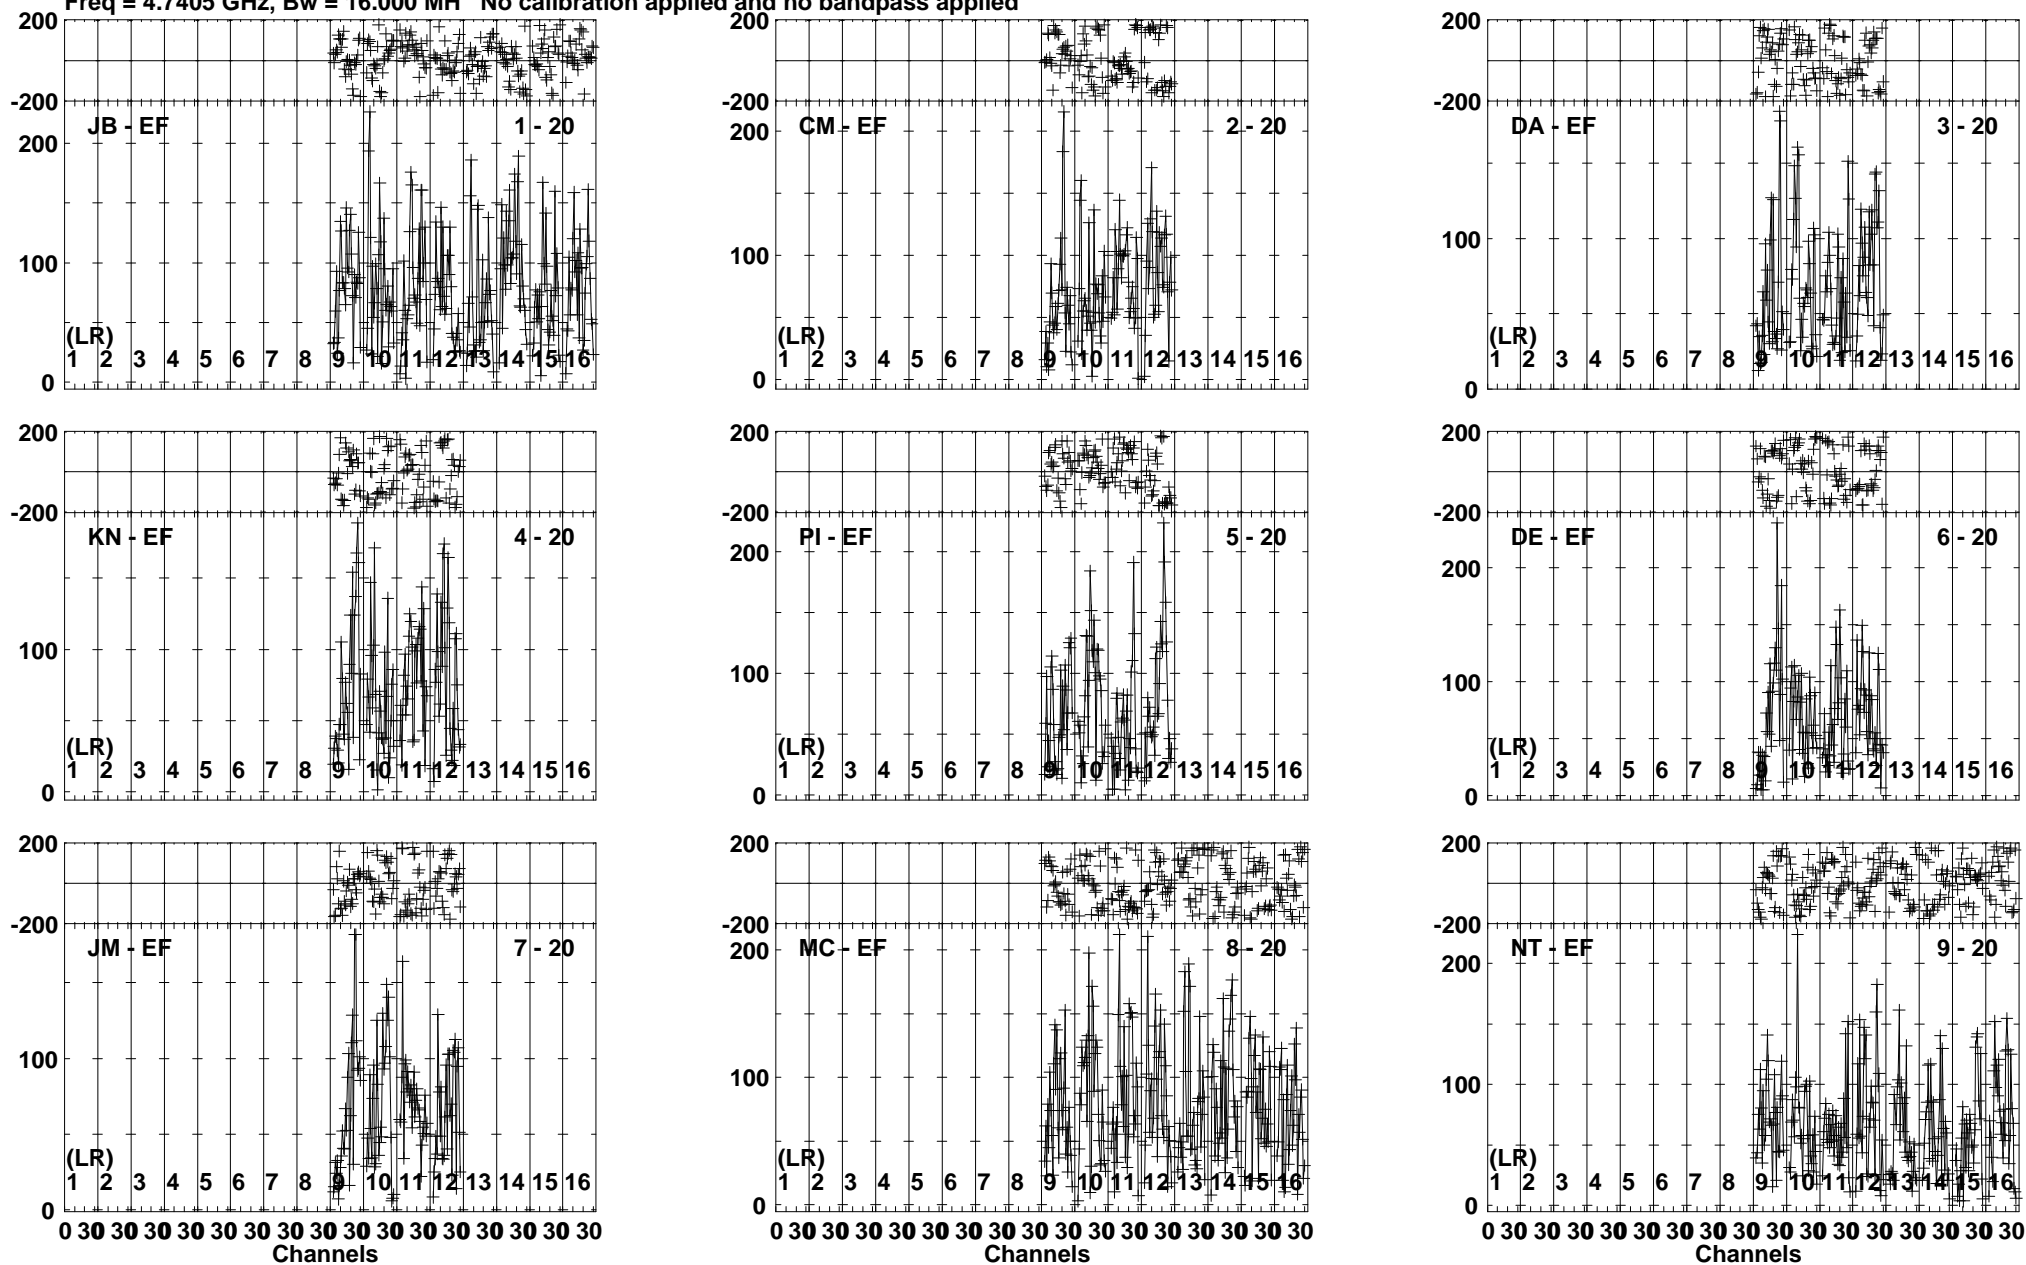 Freq = 4.7405 GHz, Bw = 16.000 MH No calibration applied and no bandpass applied
200 200 200
-200 -200 -200
JB - EF 1 - 20 CM - EF 2 - 20 DA - EF 3 - 20
200 200
100 100 100
(LR) (LR) (LR)
1 2 3 4 5 6 7 8 9 10 11 12 13 14 15 16 1 2 3 4 5 6 7 8 9 10 11 12 13 14 15 16 1 2 3 4 5 6 7 8 9 10 11 12 13 14 15 16
0 0 0
200 200 200
-200 -200 -200
KN - EF 4 - 20 PI - EF 5 - 20 DE - EF 6 - 20
200 200
100 100 100
(LR) (LR) (LR)
1 2 3 4 5 6 7 8 9 10 11 12 13 14 15 16 1 2 3 4 5 6 7 8 9 10 11 12 13 14 15 16 1 2 3 4 5 6 7 8 9 10 11 12 13 14 15 16
0 0 0
200 200 200
-200 -200 -200
JM - EF 7 - 20 MC - EF 8 - 20 NT - EF 9 - 20
200 200
100 100 100
(LR) (LR) (LR)
1 2 3 4 5 6 7 8 9 10 11 12 13 14 15 16 1 2 3 4 5 6 7 8 9 10 11 12 13 14 15 16 1 2 3 4 5 6 7 8 9 10 11 12 13 14 15 16
0 0 0
0 30 30 30 30 30 30 30 30 30 30 30 30 30 30 30 30 0 30 30 30 30 30 30 30 30 30 30 30 30 30 30 30 30 0 30 30 30 30 30 30 30 30 30 30 30 30 30 30 30 30
Channels Channels Channels